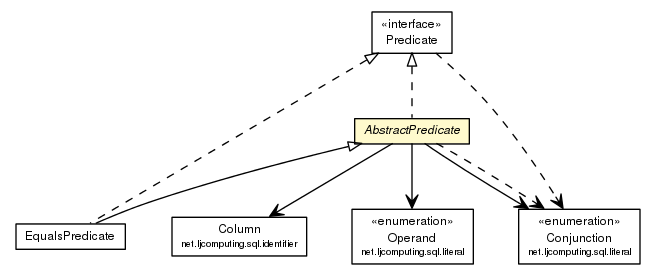 «interface»
Predicate
AbstractPredicate
EqualsPredicate
Column
net.ljcomputing.sql.identifier
«enumeration»
Operand
net.ljcomputing.sql.literal
«enumeration»
Conjunction
net.ljcomputing.sql.literal